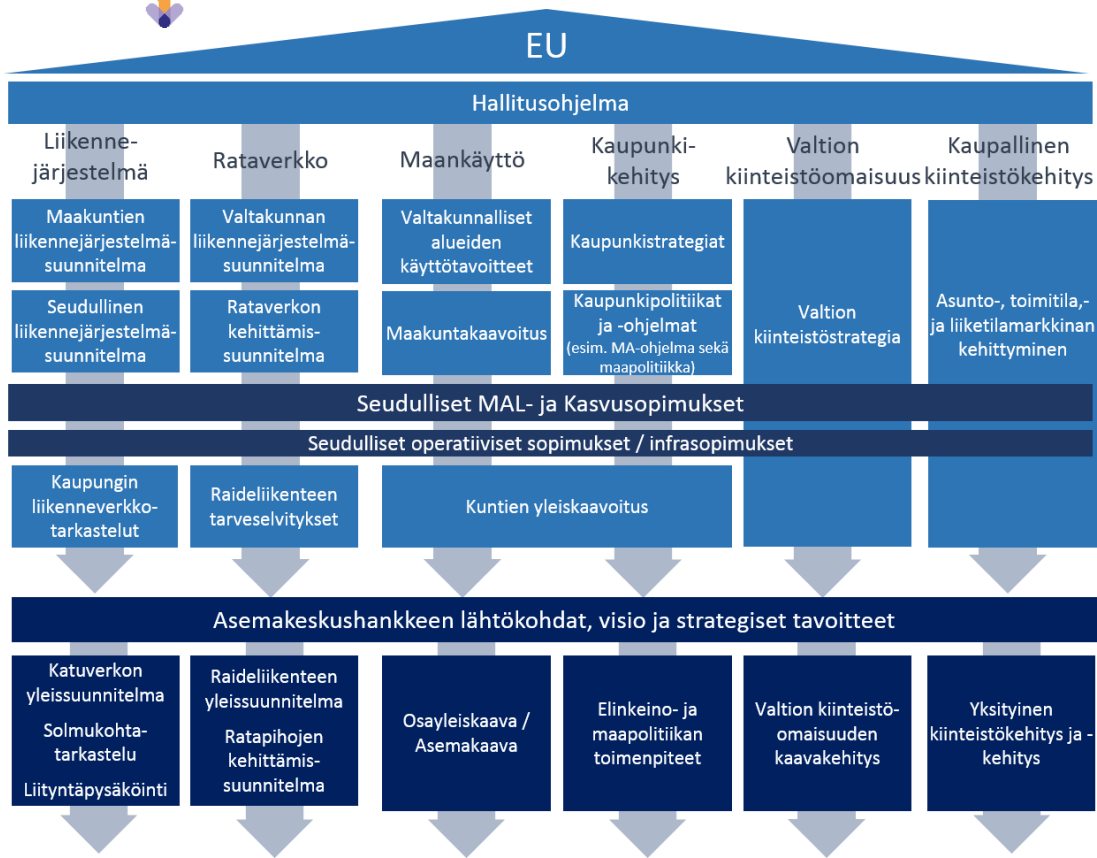 EU
Hallitusohjelma
Liikenne-
järjestelmä
Rataverkko
Maankäyttö
Kaupunki-
kehitys
Valtion
kiinteistöomaisuus
Kaupallinen
kiinteistökehitys
Maakuntien
liikennejärjestelmä-
suunnitelma
Valtakunnan
liikennejärjestelmä-
suunnitelma
Valtakunnalliset
alueiden
käyttötavoitteet
Kaupunkistrategiat
Seudullinen
liikennejärjestelmä-
suunnitelma
Rataverkon
kehittämis-
suunnitelma
Maakuntakaavoitus
Kaupunkipolitiikat
ja -ohjelmat
(esim. MA-ohjelma sekä
maapolitiikka)
Valtion
kiinteistöstrategia
Asunto-, toimitila,-
ja liiketilamarkkinan
kehittyminen
Seudulliset MAL- ja Kasvusopimukset
Seudulliset operatiiviset sopimukset / infrasopimukset
Kaupungin
liikenneverkko-
tarkastelut
Raideliikenteen
tarveselvitykset
Kuntien yleiskaavoitus
Asemakeskushankkeen lähtökohdat, visio ja strategiset tavoitteet
Katuverkon
yleissuunnitelma
Solmukohta-
tarkastelu
Liityntäpysäköinti
Raideliikenteen
yleissuunnitelma
Ratapihojen
kehittämis-
suunnitelma
Osayleiskaava /
Asemakaava
Elinkeino- ja
maapolitiikan
toimenpiteet
Valtion kiinteistö-
omaisuuden
kaavakehitys
Yksityinen
kiinteistökehitys ja -
kehitys